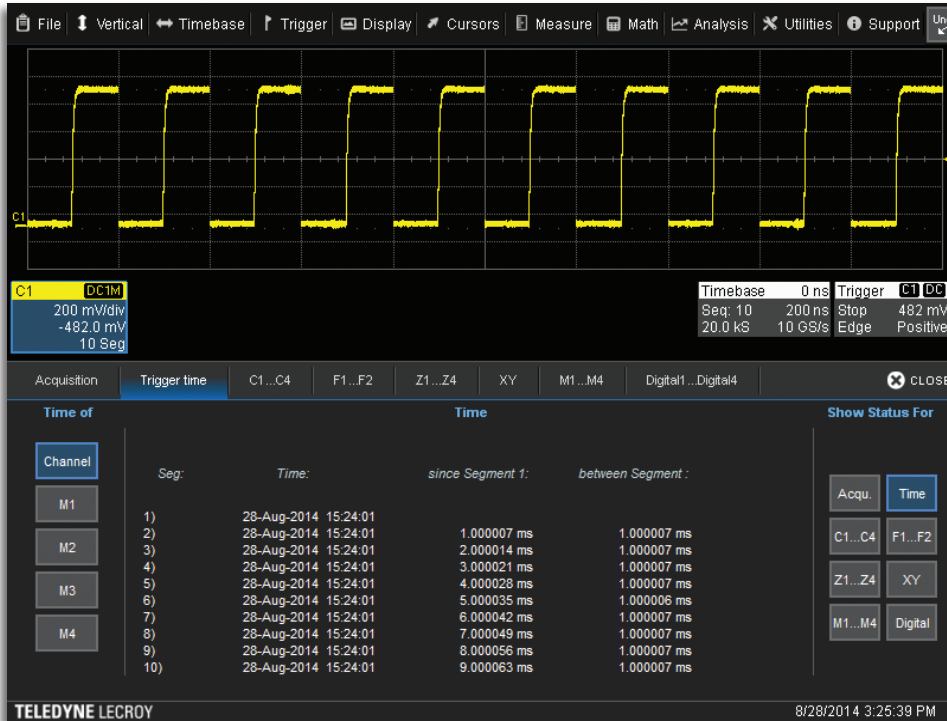 File Vertical Timebase Trigger Display Cursors Measure Math Analysis Utilities Support
C1
C1 DC1M
200 mV/div
-482.0 mV
10 Seg
Timebase 0 ns
Seq: 10 200 ns
20.0 kS 10 GS/s
Trigger C1 DC
Stop 482 mV
Edge Positive
Acquisition Trigger time C1...C4 F1...F2 Z1...Z4 XY M1...M4 Digital1...Digital4 CLOSE
Time of
Channel
M1
M2
M3
M4
Time
Seg: Time: since Segment 1: between Segment :
1) 28-Aug-2014 15:24:01
2) 28-Aug-2014 15:24:01 1.000007 ms 1.000007 ms
3) 28-Aug-2014 15:24:01 2.000014 ms 1.000007 ms
4) 28-Aug-2014 15:24:01 3.000021 ms 1.000007 ms
5) 28-Aug-2014 15:24:01 4.000028 ms 1.000007 ms
6) 28-Aug-2014 15:24:01 5.000035 ms 1.000006 ms
7) 28-Aug-2014 15:24:01 6.000042 ms 1.000007 ms
8) 28-Aug-2014 15:24:01 7.000049 ms 1.000007 ms
9) 28-Aug-2014 15:24:01 8.000056 ms 1.000007 ms
10) 28-Aug-2014 15:24:01 9.000063 ms 1.000007 ms
Show Status For
Acqu. Time
C1...C4 F1...F2
Z1...Z4 XY
M1...M4 Digital
TELEDYNE LECROY
8/28/2014 3:25:39 PM